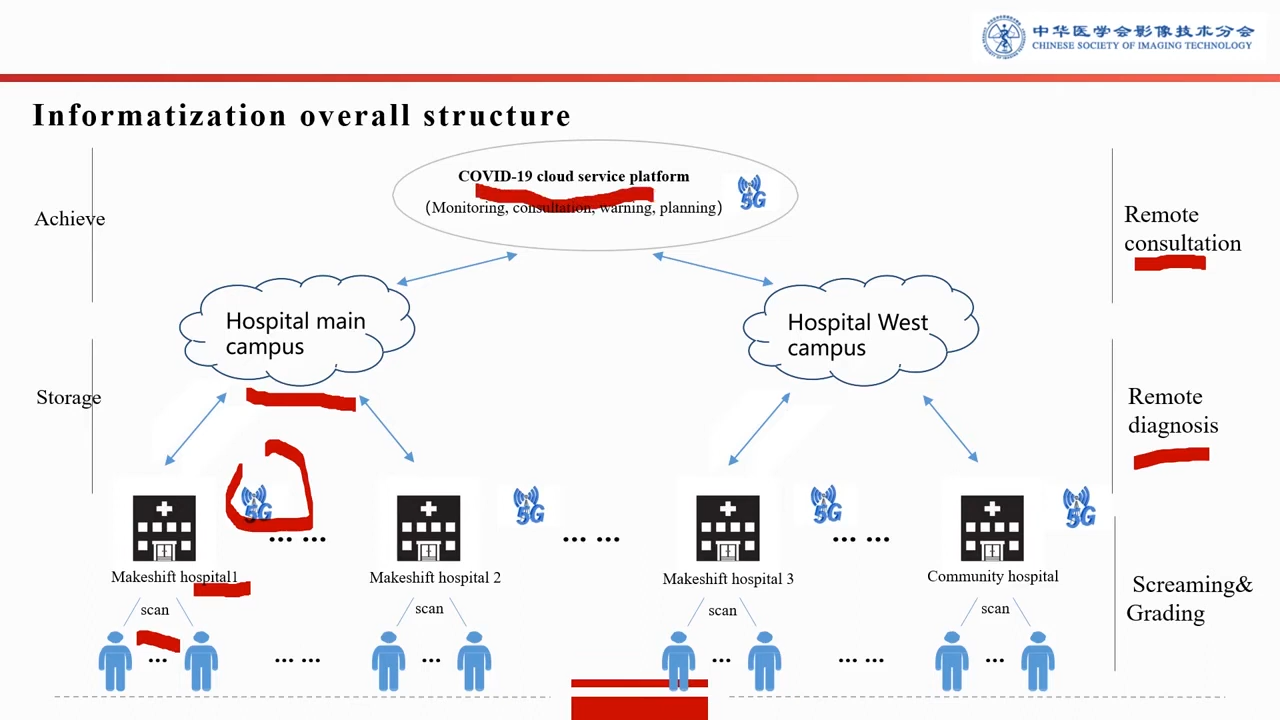 中华医学会影像技术分会
CHINESE SOCIETY OF IMAGING TECHNOLOGY
Informatization overall structure
COVID-19 cloud service platform
(Monitoring, consultation, warning, planning)
5G
Achieve
Remote
consultation
Hospital main
campus
Hospital West
campus
Storage
Remote
diagnosis
5G
5G
5G
5G
... ...
... ...
... ...
Makeshift hospital1
Makeshift hospital 2
Makeshift hospital 3
Community hospital
Screaming&
Grading
scan
scan
scan
scan
...
... ...
...
...
... ...
...